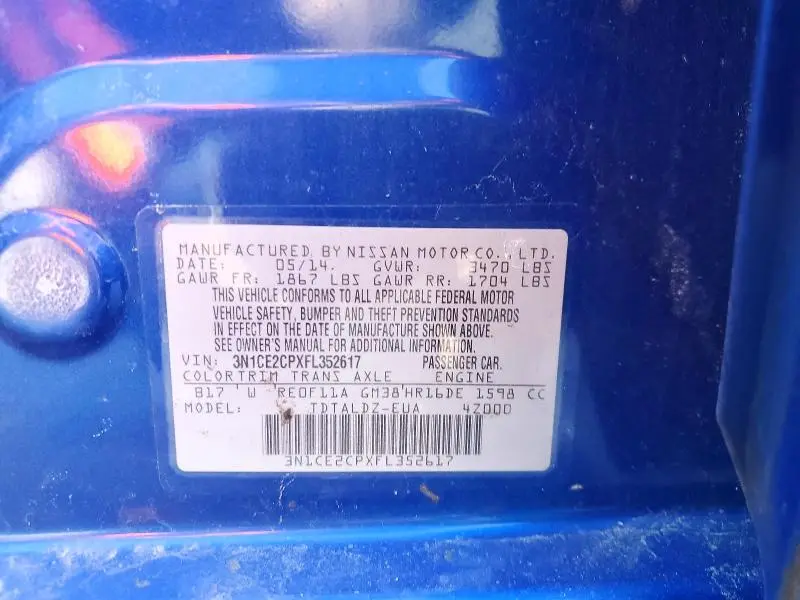 MANUFACTURED BY NISSAN MOTOR CO., LTD.
DATE: 05/14. GVWR: 3470 LBS
GAWR FR: 1867 LBS GAWR RR: 1704 LBS
THIS VEHICLE CONFORMS TO ALL APPLICABLE FEDERAL MOTOR
VEHICLE SAFETY, BUMPER AND THEFT PREVENTION STANDARDS
IN EFFECT ON THE DATE OF MANUFACTURE SHOWN ABOVE.
SEE OWNER'S MANUAL FOR ADDITIONAL INFORMATION.
VIN: 3N1CE2CPXFL352617 PASSENGER CAR.
COLORTRIM TRANS AXLE ENGINE
B17 W RE0F11A GM38 HR16DE 1598 CC
MODEL: TDTALDZ-EUA 4Z000
3N1CE2CPXFL352617